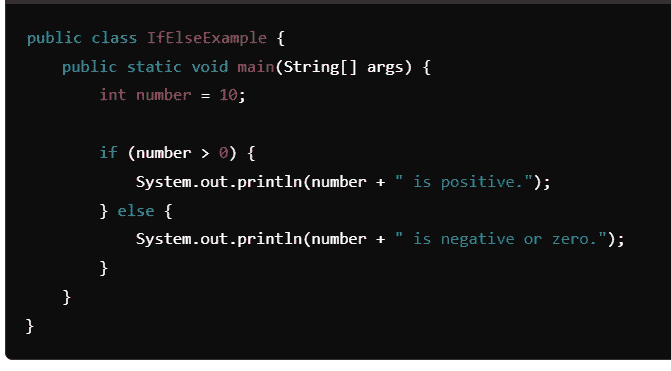 public class IfElseExample {
    public static void main(String[] args) {
        int number = 10;

        if (number > 0) {
            System.out.println(number + " is positive.");
        } else {
            System.out.println(number + " is negative or zero.");
        }
    }
}